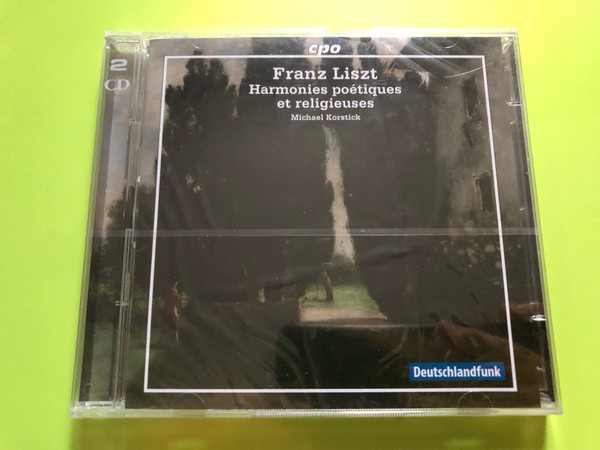 cpo
2
CD
Franz Liszt
Harmonies poétiques
et religieuses
Michael Korstick
Deutschlandfunk